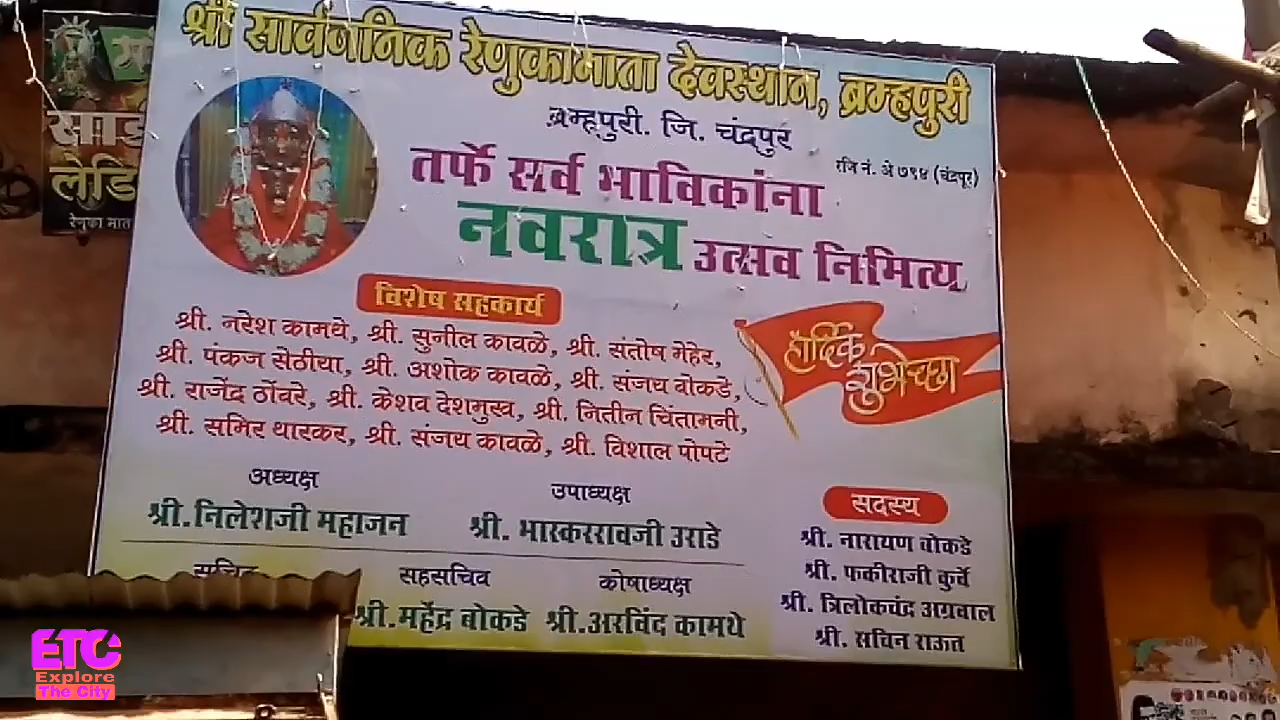 श्री सार्वजनिक रेणुकामाता देवस्थान, ब्रम्हपुरी
ब्रम्हपुरी. जि. चंद्रपुर
रजि नं. अे ७९४ (चंद्रपूर)
तर्फे सर्व भाविकांना
नवरात्र उत्सव निमित्य
हार्दिक
शुभेच्छा
विशेष सहकार्य
श्री. नरेश कामथे, श्री. सुनील कावळे, श्री. संतोष मेहेर,
श्री. पंकज सेठीया, श्री. अशोक कावळे, श्री. संजय बोकडे,
श्री. राजेंद्र ठोंबरे, श्री. केशव देशमुख, श्री. नितीन चिंतामनी,
श्री. समिर थारकर, श्री. संजय कावळे, श्री. विशाल पोपटे
अध्यक्ष
श्री.निलेशजी महाजन
उपाध्यक्ष
श्री. भास्कररावजी उराडे
सचिव
सहसचिव
श्री.महेंद्र बोकडे
कोषाध्यक्ष
श्री.अरविंद कामथे
सदस्य
श्री. नारायण बोकडे
श्री. फकीराजी कुर्वे
श्री. त्रिलोकचंद्र अग्रवाल
श्री. सचिन राऊत
लेडि
रेणुका मात
ETC
Explore
The City